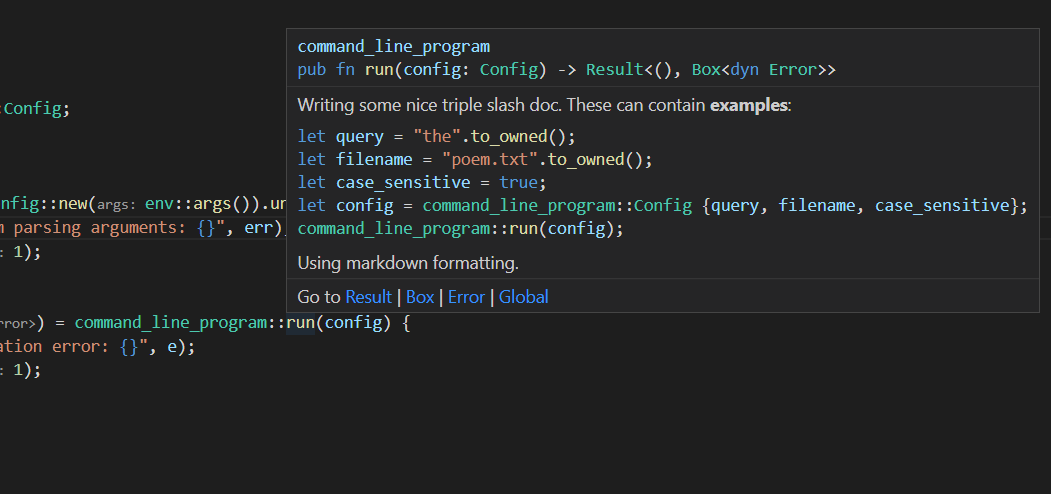 command_line_program
pub fn run(config: Config) -> Result<(), Box<dyn Error>>
:Config;
Writing some nice triple slash doc. These can contain examples:
let query = "the".to_owned();
let filename = "poem.txt".to_owned();
let case_sensitive = true;
nfig::new(args: env::args()).un
let config = command_line_program::Config {query, filename, case_sensitive};
m parsing arguments: {}", err)
command_line_program::run(config);
: 1);
Using markdown formatting.
Go to Result | Box | Error | Global
rror>) = command_line_program::run(config) {
ation error: {}", e);
: 1);